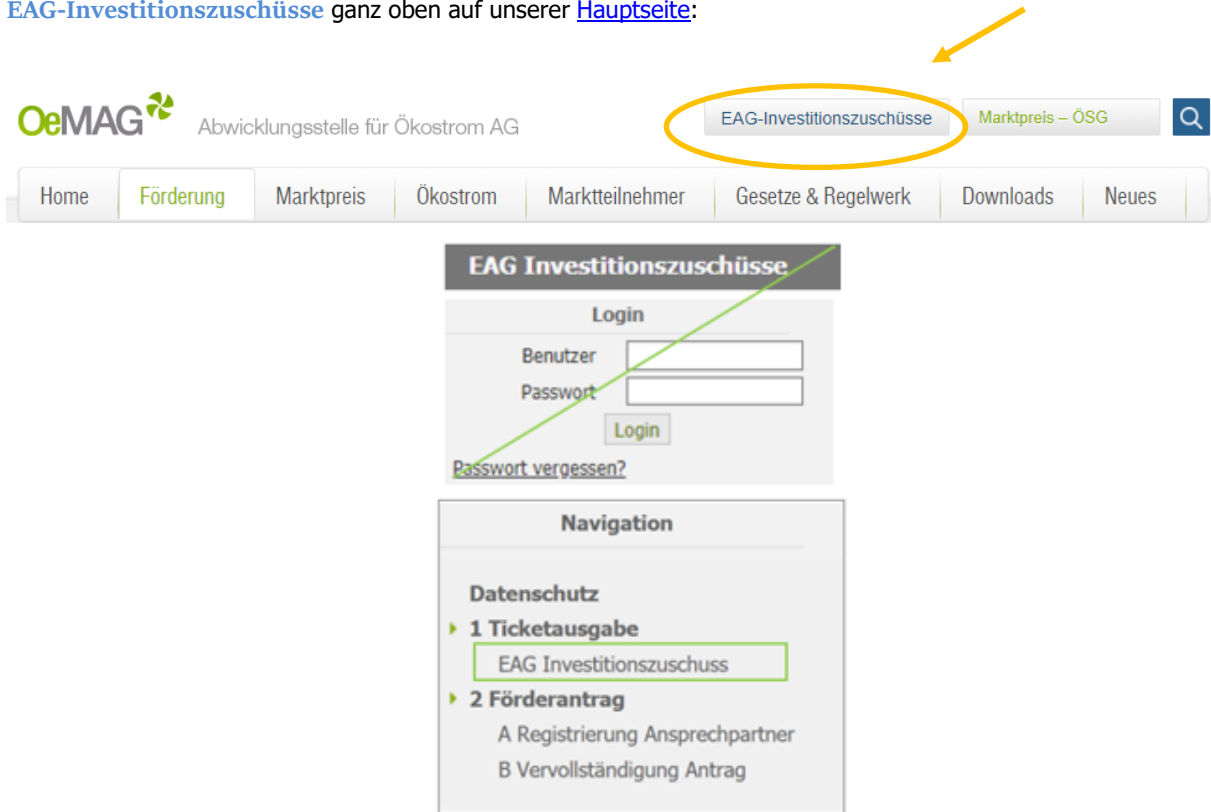 EAG-Investitionszuschüsse ganz oben auf unserer Hauptseite:
OeMAG Abwicklungsstelle für Ökostrom AG
EAG-Investitionszuschüsse
Marktpreis – ÖSG
Home Förderung Marktpreis Ökostrom Marktteilnehmer Gesetze & Regelwerk Downloads Neues
EAG Investitionszuschüsse
Login
Benutzer
Passwort
Login
Passwort vergessen?
Navigation
Datenschutz
1 Ticketausgabe
EAG Investitionszuschuss
2 Förderantrag
A Registrierung Ansprechpartner
B Vervollständigung Antrag